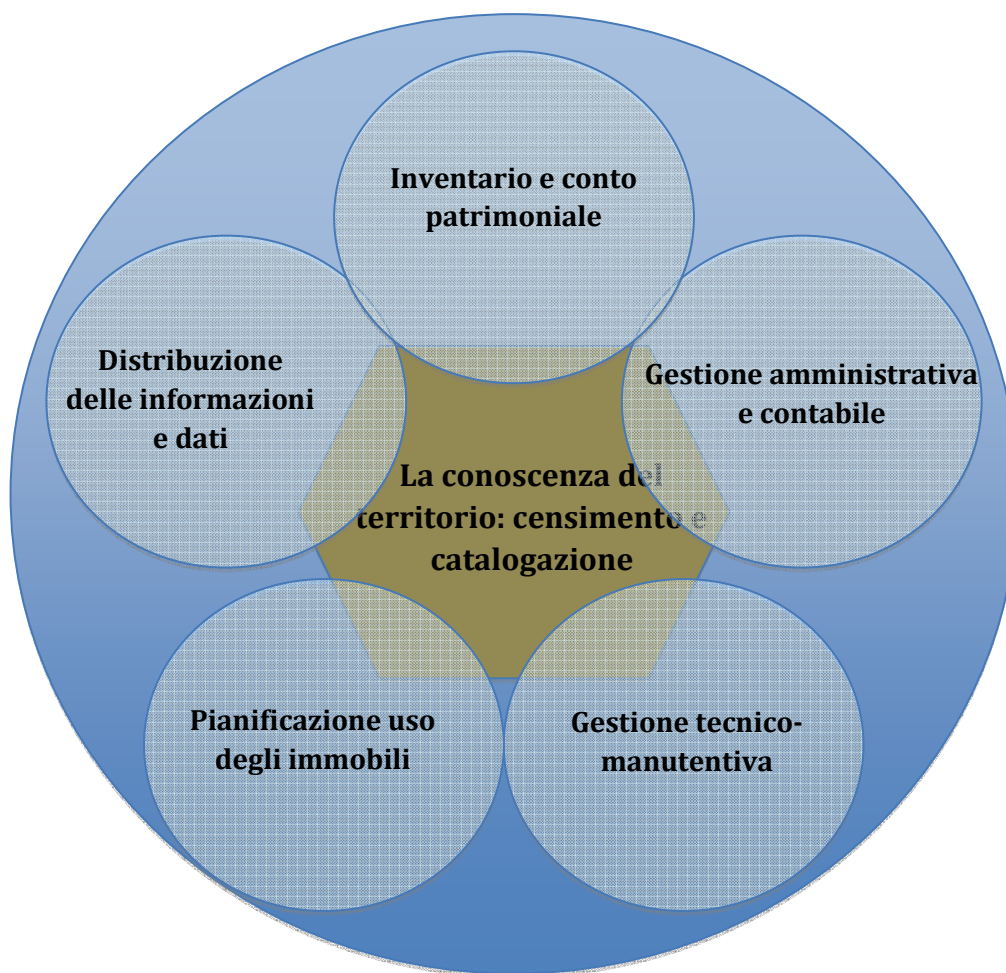 Inventario e conto
patrimoniale
Distribuzione
delle informazioni
e dati
Gestione amministrativa
e contabile
La conoscenza del
territorio: censimento e
catalogazione
Pianificazione uso
degli immobili
Gestione tecnico-
manutentiva